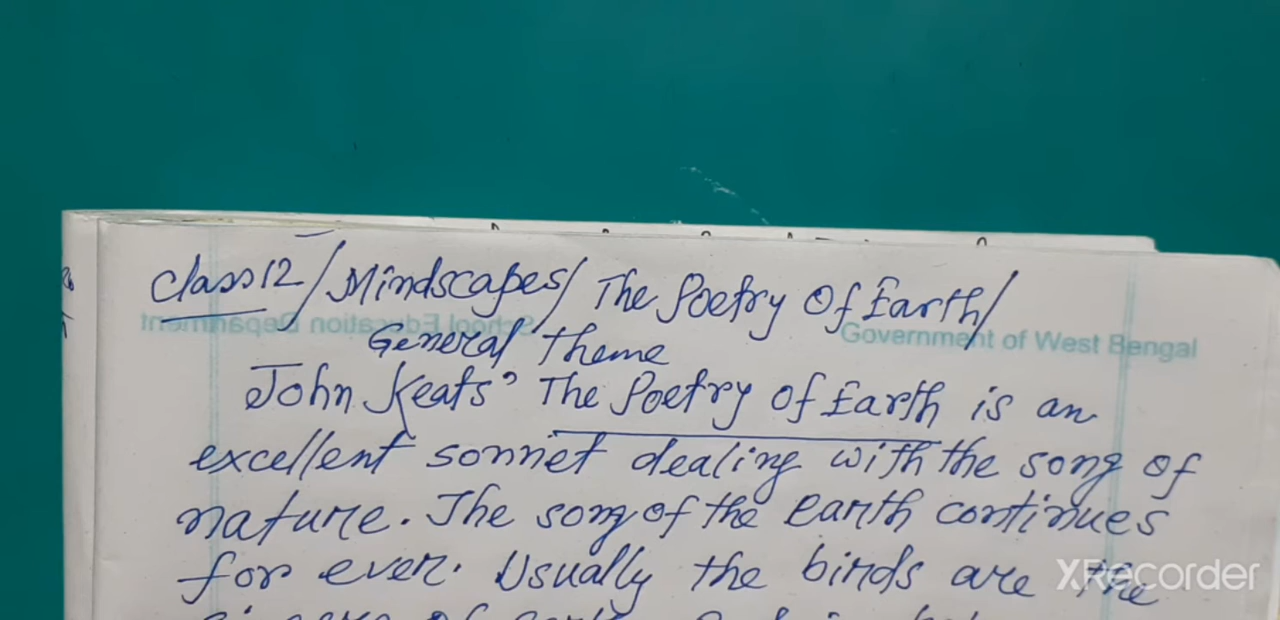 class 12/Mindscapes/The Poetry Of Earth/
School Education Department
Government of West Bengal
General theme
John Keats' The Poetry of Earth is an
excellent sonnet dealing with the song of
nature. The song of the earth continues
for ever. Usually the birds are the
XRecorder